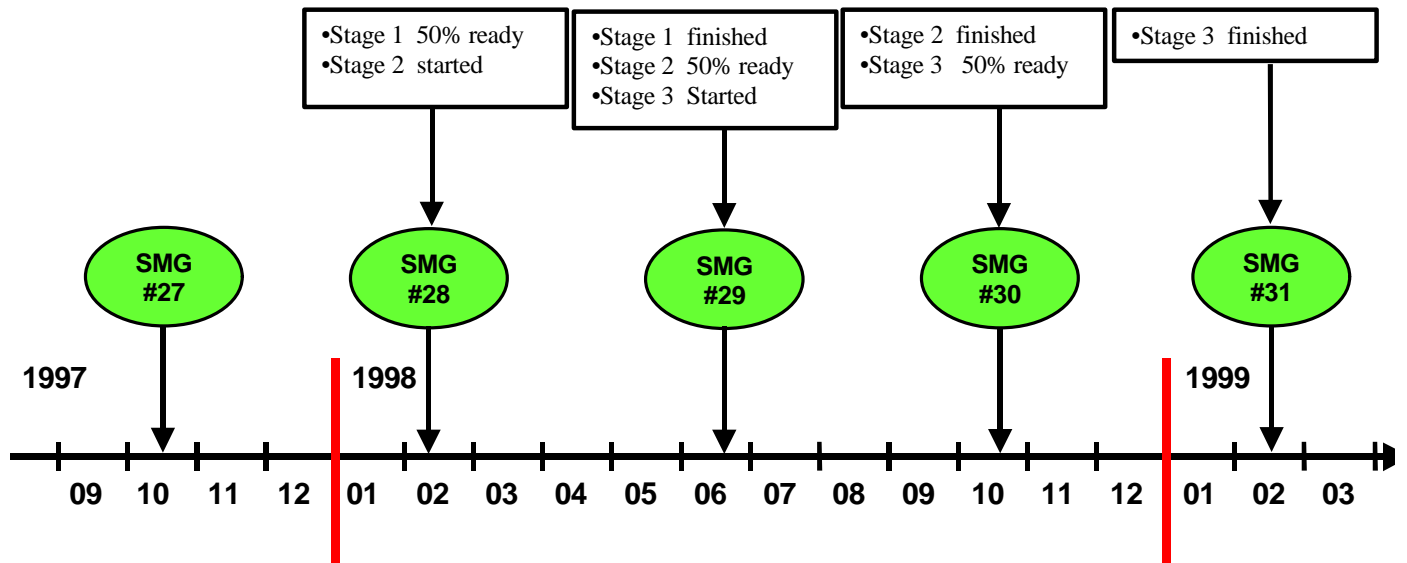 •Stage 1 50% ready
•Stage 2 started
•Stage 1 finished
•Stage 2 50% ready
•Stage 3 Started
•Stage 2 finished
•Stage 3 50% ready
•Stage 3 finished
SMG
#27
SMG
#28
SMG
#29
SMG
#30
SMG
#31
1997
1998
1999
09 10 11 12 01 02 03 04 05 06 07 08 09 10 11 12 01 02 03